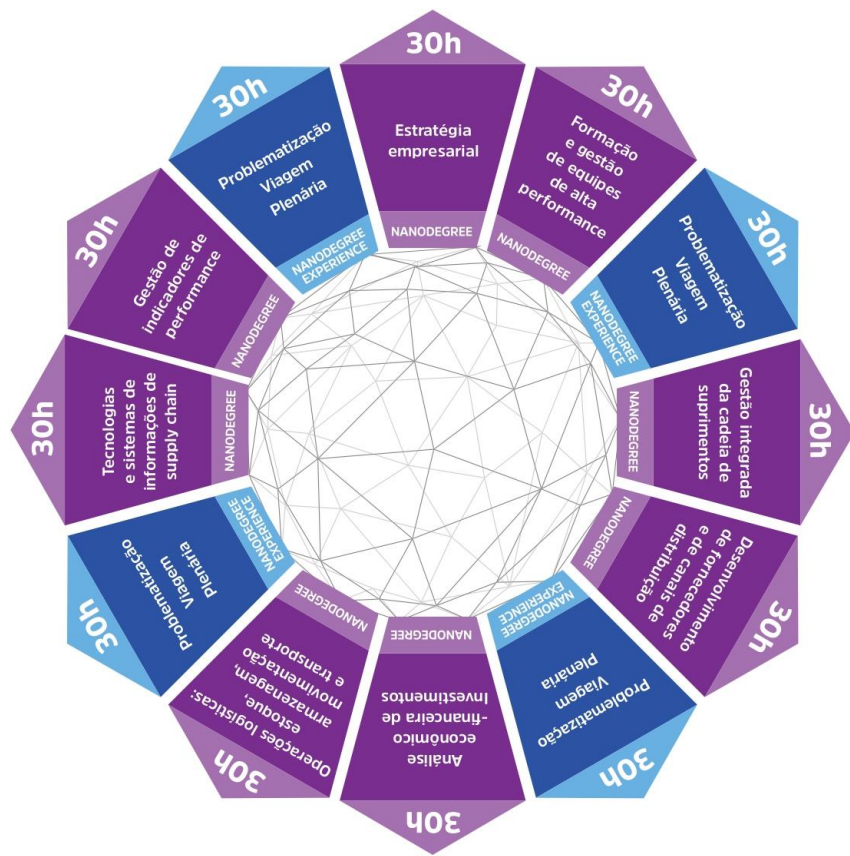 30h
Estratégia
empresarial
NANODEGREE
30h
Formação
e gestão
de equipes
de alta
performance
NANODEGREE
30h
Problematização
Viagem
Plenária
NANODEGREE
EXPERIENCE
30h
Gestão integrada
da cadeia de
suprimentos
NANODEGREE
30h
Desenvolvimento
de fornecedores
e de canais de
distribuição
NANODEGREE
30h
Problematização
Viagem
Plenária
NANODEGREE
EXPERIENCE
30h
Análise
econômico
-financeira de
Investimentos
NANODEGREE
30h
Operações logísticas:
estoque,
armazenagem,
movimentação
e transporte
NANODEGREE
30h
Problematização
Viagem
Plenária
NANODEGREE
EXPERIENCE
30h
Tecnologias
e sistemas de
informações de
supply chain
NANODEGREE
30h
Gestão de
indicadores de
performance
NANODEGREE
30h
Problematização
Viagem
Plenária
NANODEGREE
EXPERIENCE